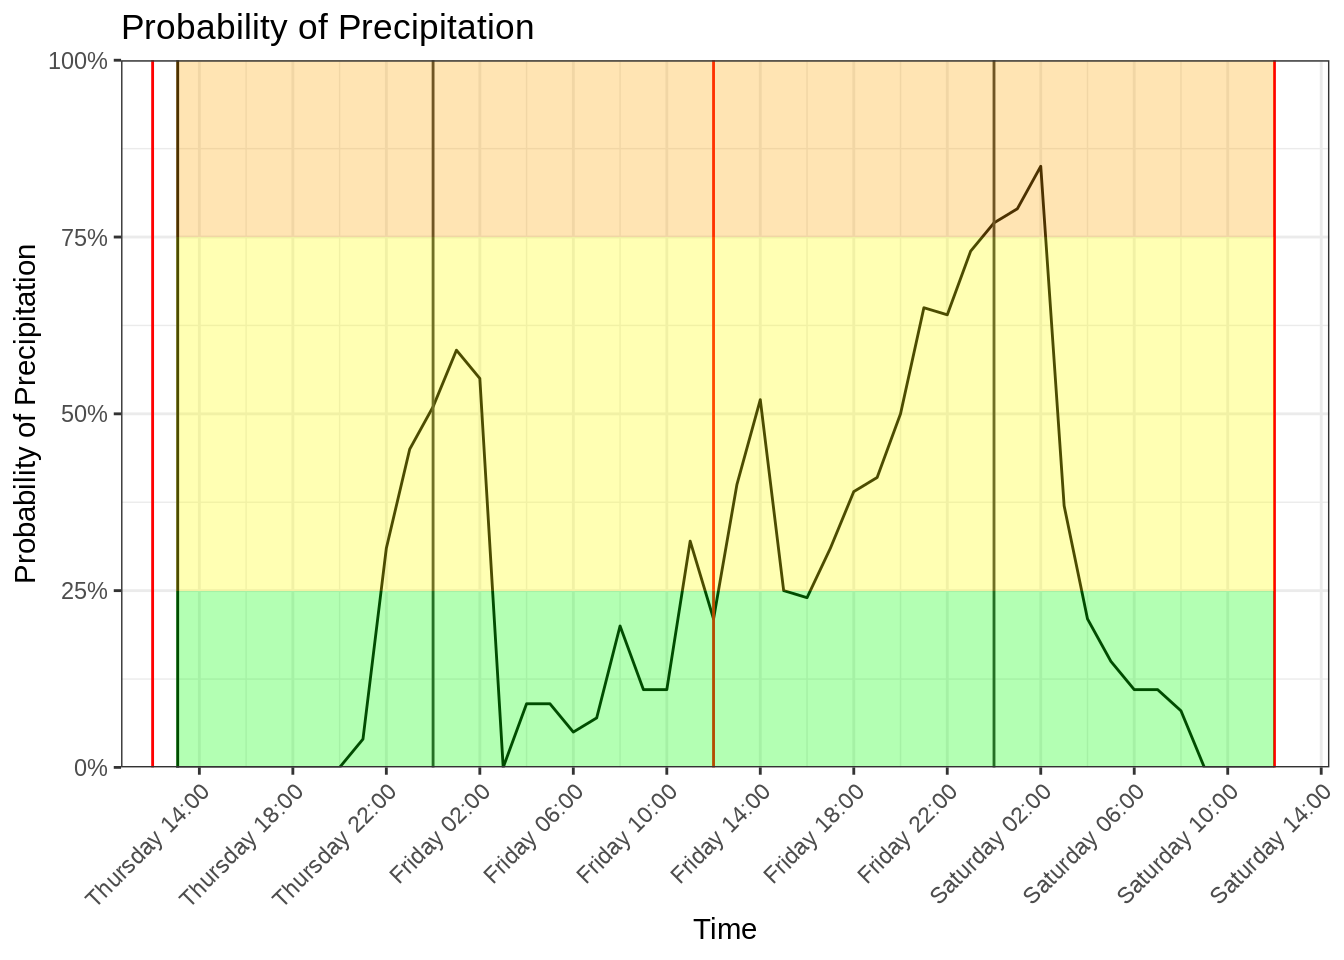 Probability of Precipitation
Probability of Precipitation
100%
75%
50%
25%
0%
Thursday 14:00
Thursday 18:00
Thursday 22:00
Friday 02:00
Friday 06:00
Friday 10:00
Friday 14:00
Friday 18:00
Friday 22:00
Saturday 02:00
Saturday 06:00
Saturday 10:00
Saturday 14:00
Time